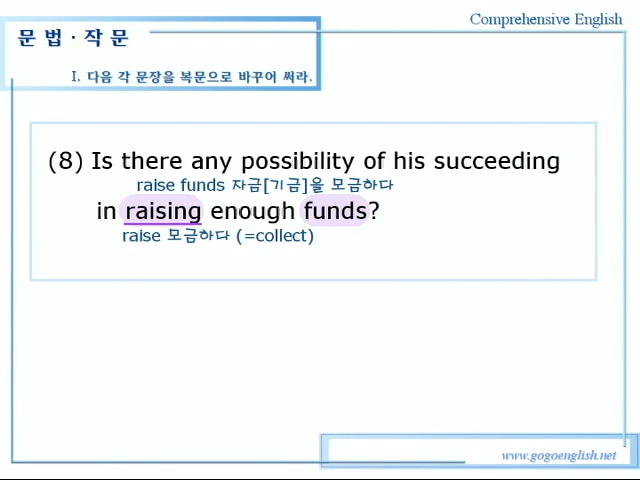 Comprehensive English
문 법 · 작 문
I. 다음 각 문장을 복문으로 바꾸어 써라.
(8) Is there any possibility of his succeeding
raise funds 자금[기금]을 모금하다
in raising enough funds?
raise 모금하다 (=collect)
www.gogoenglish.net